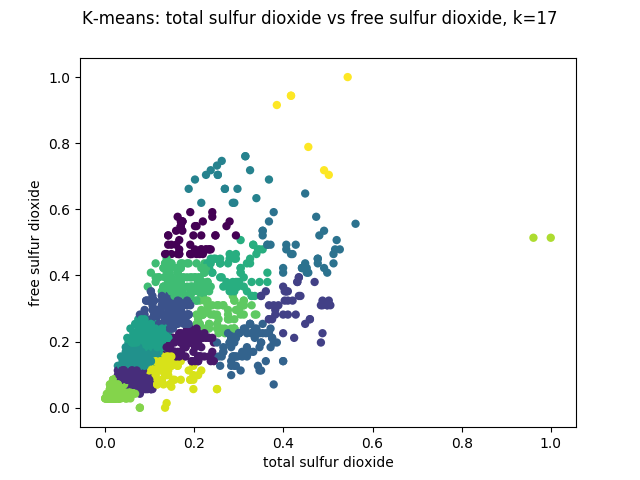 K-means: total sulfur dioxide vs free sulfur dioxide, k=17
1.0
0.8
0.6
0.4
0.2
0.0
free sulfur dioxide
0.0 0.2 0.4 0.6 0.8 1.0
total sulfur dioxide